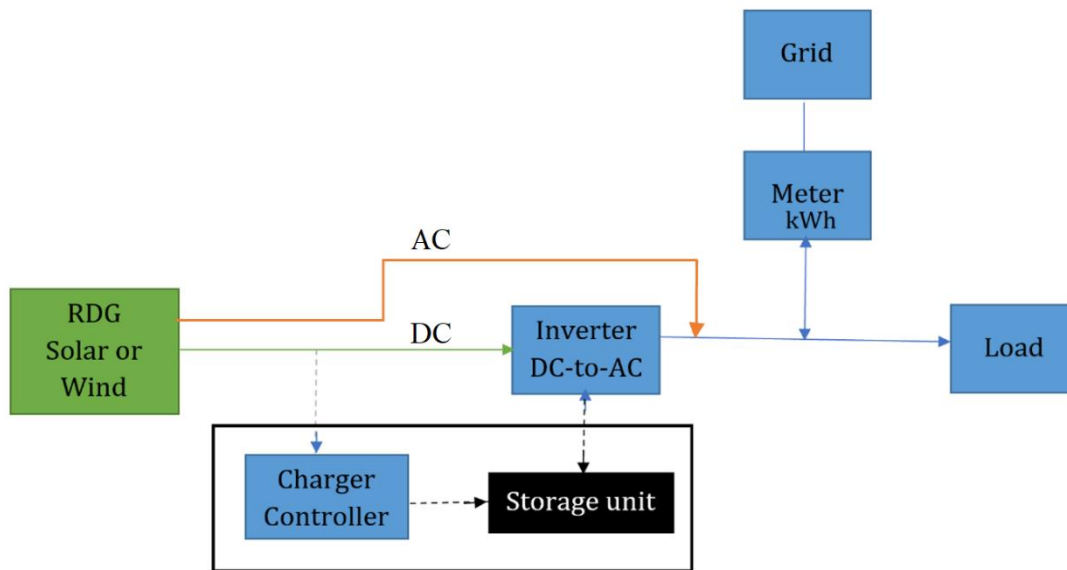 Grid
Meter
kWh
AC
RDG
Solar or
Wind
DC
Inverter
DC-to-AC
Load
Charger
Controller
Storage unit